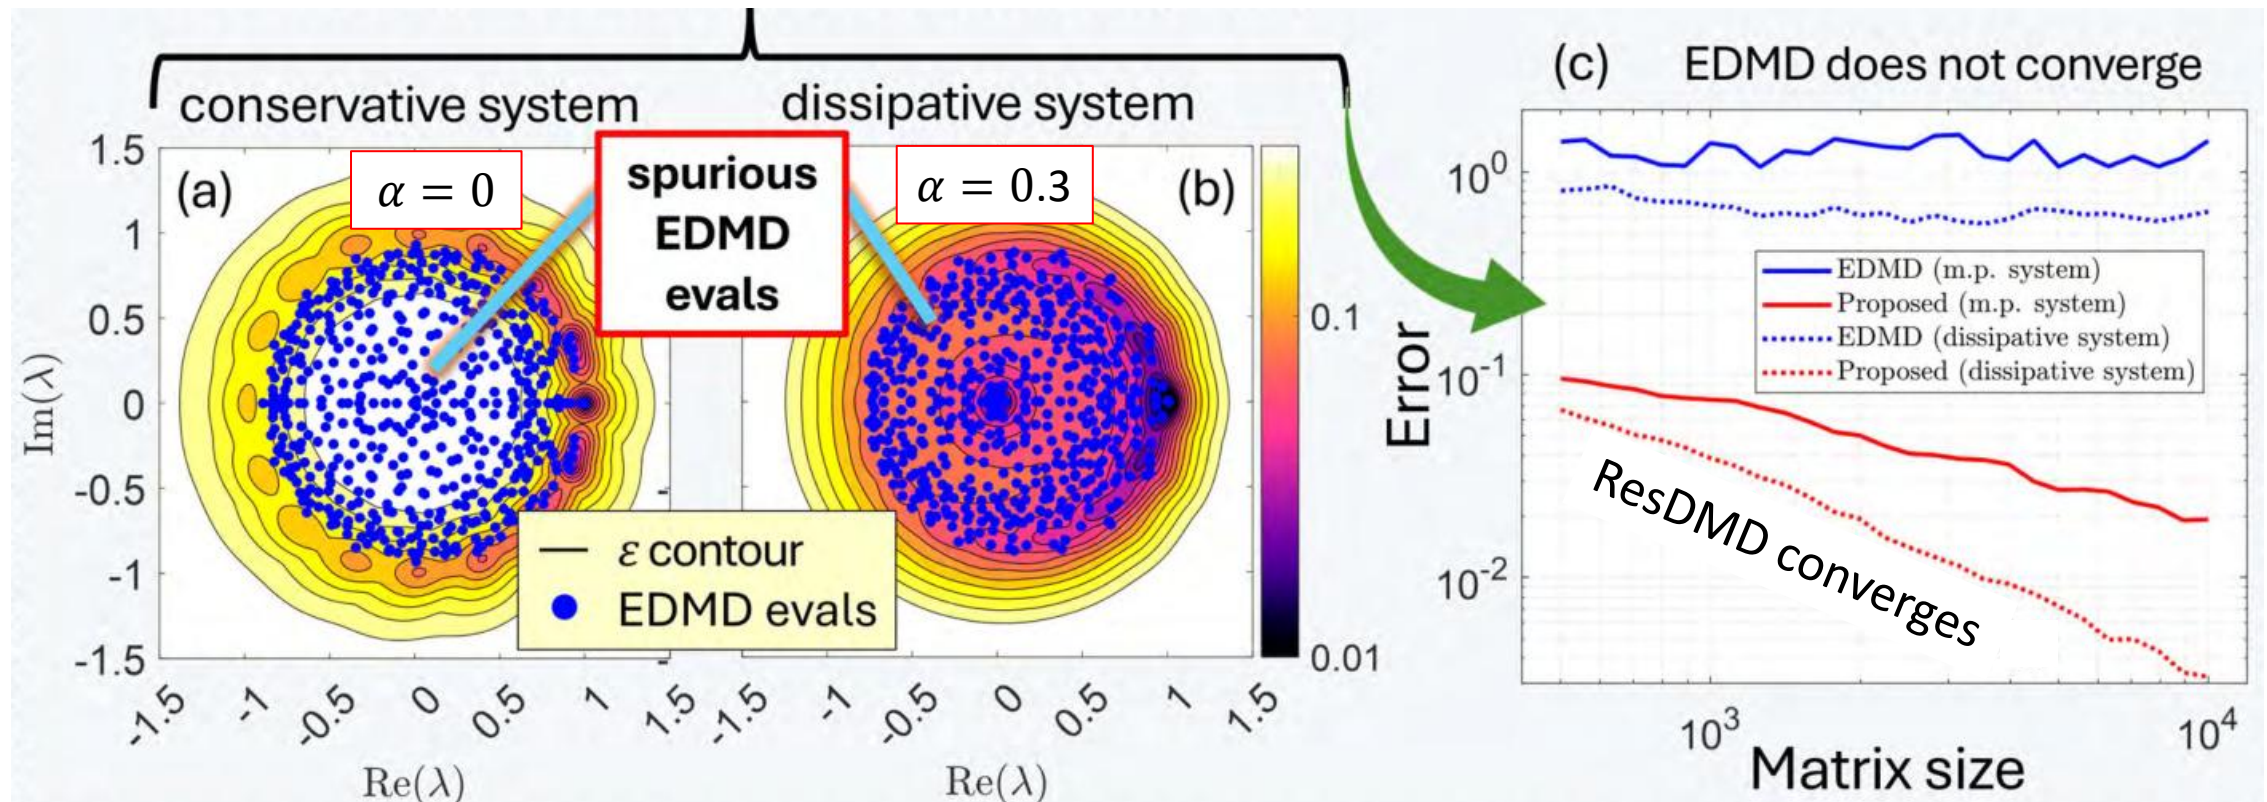 conservative system
dissipative system
(a)
α = 0
spurious
EDMD
evals
α = 0.3
(b)
1.5
1
0.5
0
-0.5
-1
-1.5
Im(λ)
ε contour
EDMD evals
-1.5
-1
-0.5
0
0.5
1
1.5
Re(λ)
-1.5
-1
-0.5
0
0.5
1
1.5
Re(λ)
0.1
0.01
(c) EDMD does not converge
10^0
10^-1
10^-2
Error
EDMD (m.p. system)
Proposed (m.p. system)
EDMD (dissipative system)
Proposed (dissipative system)
ResDMD converges
10^3
10^4
Matrix size